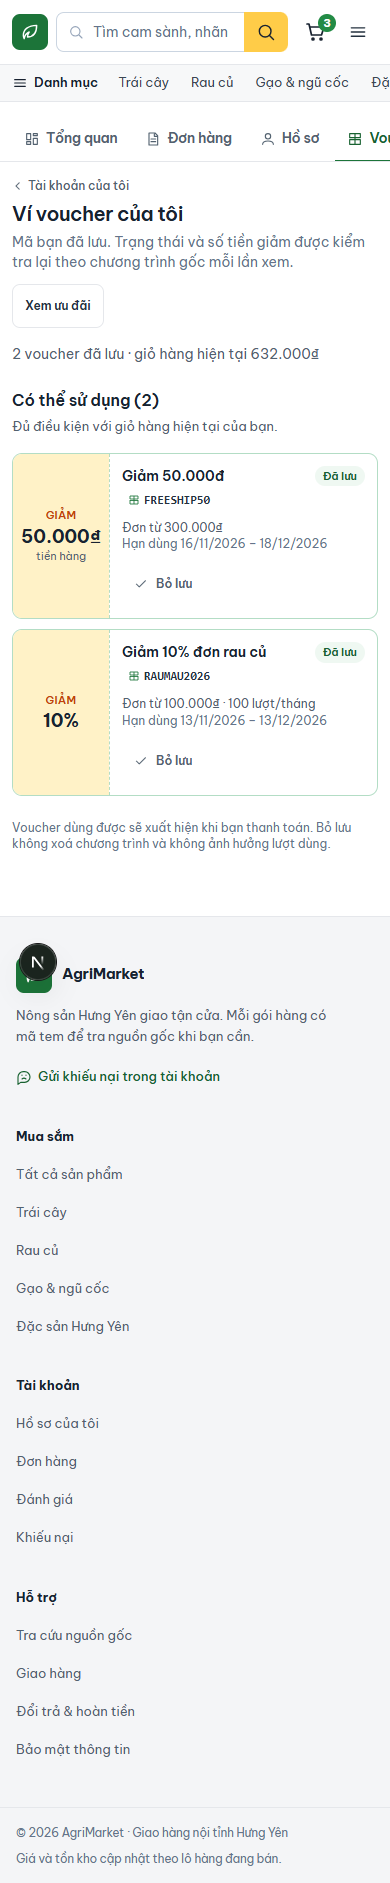 Tìm cam sành, nhãn
3
Danh mục Trái cây Rau củ Gạo & ngũ cốc Đặ
Tổng quan Đơn hàng Hồ sơ Vou
Tài khoản của tôi
Ví voucher của tôi
Mã bạn đã lưu. Trạng thái và số tiền giảm được kiểm
tra lại theo chương trình gốc mỗi lần xem.
Xem ưu đãi
2 voucher đã lưu · giỏ hàng hiện tại 632.000₫
Có thể sử dụng (2)
Đủ điều kiện với giỏ hàng hiện tại của bạn.
GIẢM
50.000₫
tiền hàng
Giảm 50.000đ
Đã lưu
FREESHIP50
Đơn từ 300.000₫
Hạn dùng 16/11/2026 – 18/12/2026
Bỏ lưu
GIẢM
10%
Giảm 10% đơn rau củ
Đã lưu
RAUMAU2026
Đơn từ 100.000₫ · 100 lượt/tháng
Hạn dùng 13/11/2026 – 13/12/2026
Bỏ lưu
Voucher dùng được sẽ xuất hiện khi bạn thanh toán. Bỏ lưu
không xoá chương trình và không ảnh hưởng lượt dùng.
N
AgriMarket
Nông sản Hưng Yên giao tận cửa. Mỗi gói hàng có
mã tem để tra nguồn gốc khi bạn cần.
Gửi khiếu nại trong tài khoản
Mua sắm
Tất cả sản phẩm
Trái cây
Rau củ
Gạo & ngũ cốc
Đặc sản Hưng Yên
Tài khoản
Hồ sơ của tôi
Đơn hàng
Đánh giá
Khiếu nại
Hỗ trợ
Tra cứu nguồn gốc
Giao hàng
Đổi trả & hoàn tiền
Bảo mật thông tin
© 2026 AgriMarket · Giao hàng nội tỉnh Hưng Yên
Giá và tồn kho cập nhật theo lô hàng đang bán.